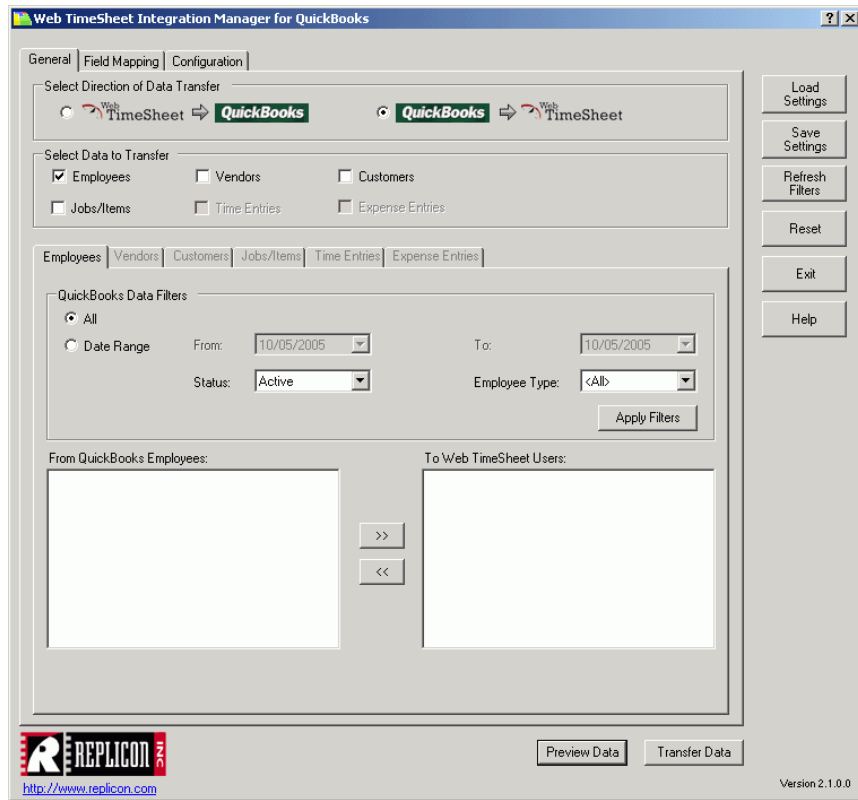 Web TimeSheet Integration Manager for QuickBooks
General Field Mapping Configuration
Select Direction of Data Transfer
Web TimeSheet QuickBooks QuickBooks Web TimeSheet
Select Data to Transfer
Employees Vendors Customers
Jobs/Items Time Entries Expense Entries
Load Settings
Save Settings
Refresh Filters
Reset
Exit
Help
Employees Vendors Customers Jobs/Items Time Entries Expense Entries
QuickBooks Data Filters
All
Date Range From: 10/05/2005 To: 10/05/2005
Status: Active Employee Type: <All>
Apply Filters
From QuickBooks Employees: To Web TimeSheet Users:
>>
<<
REPLICON INC
Preview Data Transfer Data
http://www.replicon.com
Version 2.1.0.0